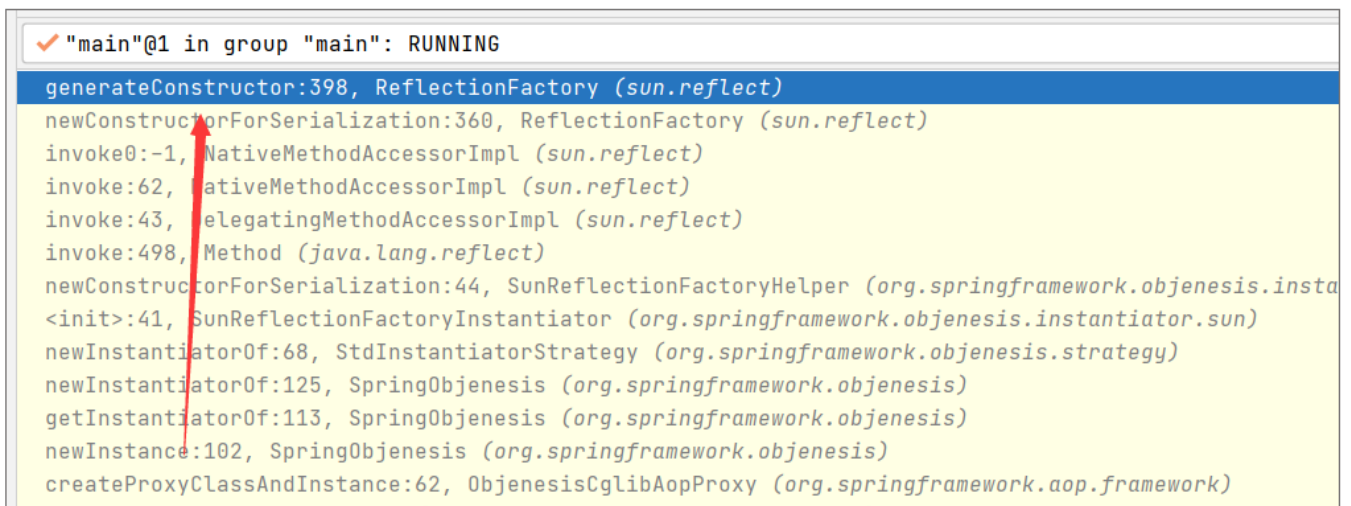 "main"@1 in group "main": RUNNING
generateConstructor:398, ReflectionFactory (sun.reflect)
newConstructorForSerialization:360, ReflectionFactory (sun.reflect)
invoke0:-1, NativeMethodAccessorImpl (sun.reflect)
invoke:62, NativeMethodAccessorImpl (sun.reflect)
invoke:43, DelegatingMethodAccessorImpl (sun.reflect)
invoke:498, Method (java.lang.reflect)
newConstructorForSerialization:44, SunReflectionFactoryHelper (org.springframework.objenesis.insta
<init>:41, SunReflectionFactoryInstantiator (org.springframework.objenesis.instantiator.sun)
newInstantiatorOf:68, StdInstantiatorStrategy (org.springframework.objenesis.strategy)
newInstantiatorOf:125, SpringObjenesis (org.springframework.objenesis)
getInstantiatorOf:113, SpringObjenesis (org.springframework.objenesis)
newInstance:102, SpringObjenesis (org.springframework.objenesis)
createProxyClassAndInstance:62, ObjenesisCglibAopProxy (org.springframework.aop.framework)